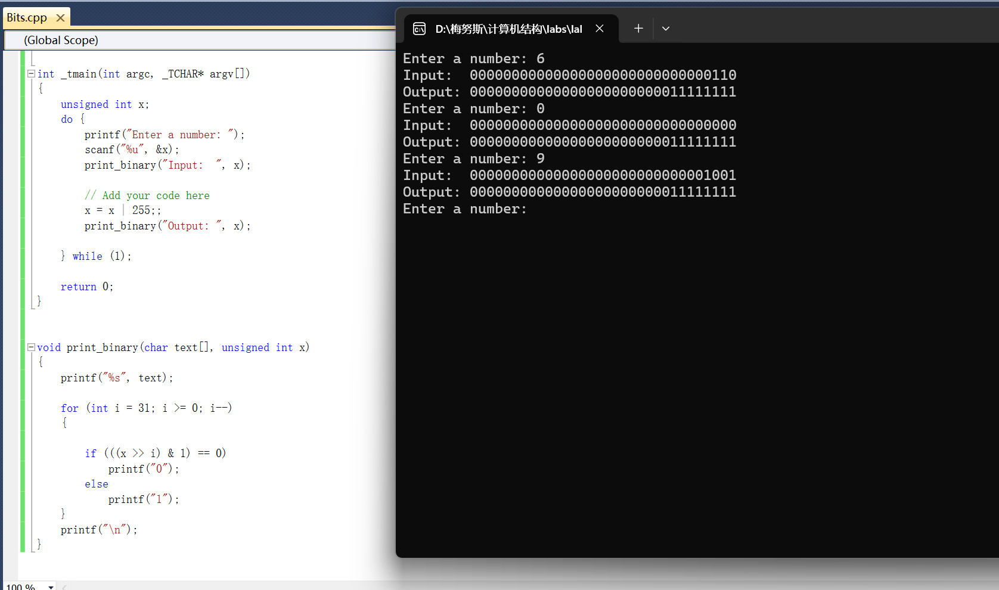 Bits.cpp
(Global Scope)
int _tmain(int argc, _TCHAR* argv[])
{
unsigned int x;
do {
printf("Enter a number: ");
scanf("%u", &x);
print_binary("Input:  ", x);
// Add your code here
x = x | 255;;
print_binary("Output: ", x);
} while (1);
return 0;
}
void print_binary(char text[], unsigned int x)
{
printf("%s", text);
for (int i = 31; i >= 0; i--)
{
if (((x >> i) & 1) == 0)
printf("0");
else
printf("1");
}
printf("\n");
}
100 %
D:\梅努斯\计算机结构\labs\lal
Enter a number: 6
Input:  00000000000000000000000000000110
Output: 00000000000000000000000011111111
Enter a number: 0
Input:  00000000000000000000000000000000
Output: 00000000000000000000000011111111
Enter a number: 9
Input:  00000000000000000000000000001001
Output: 00000000000000000000000011111111
Enter a number: